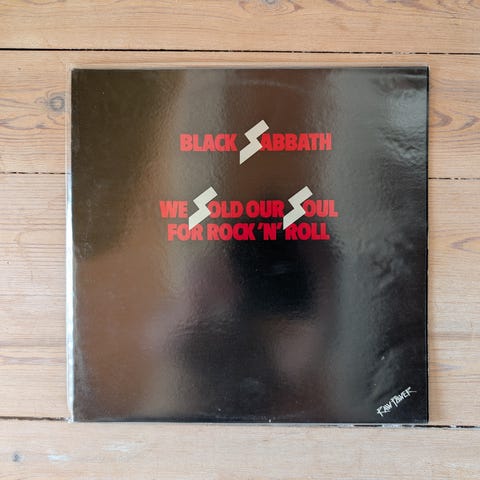 BLACK SABBATH
WE SOLD OUR SOUL
FOR ROCK 'N' ROLL
RAW POWER